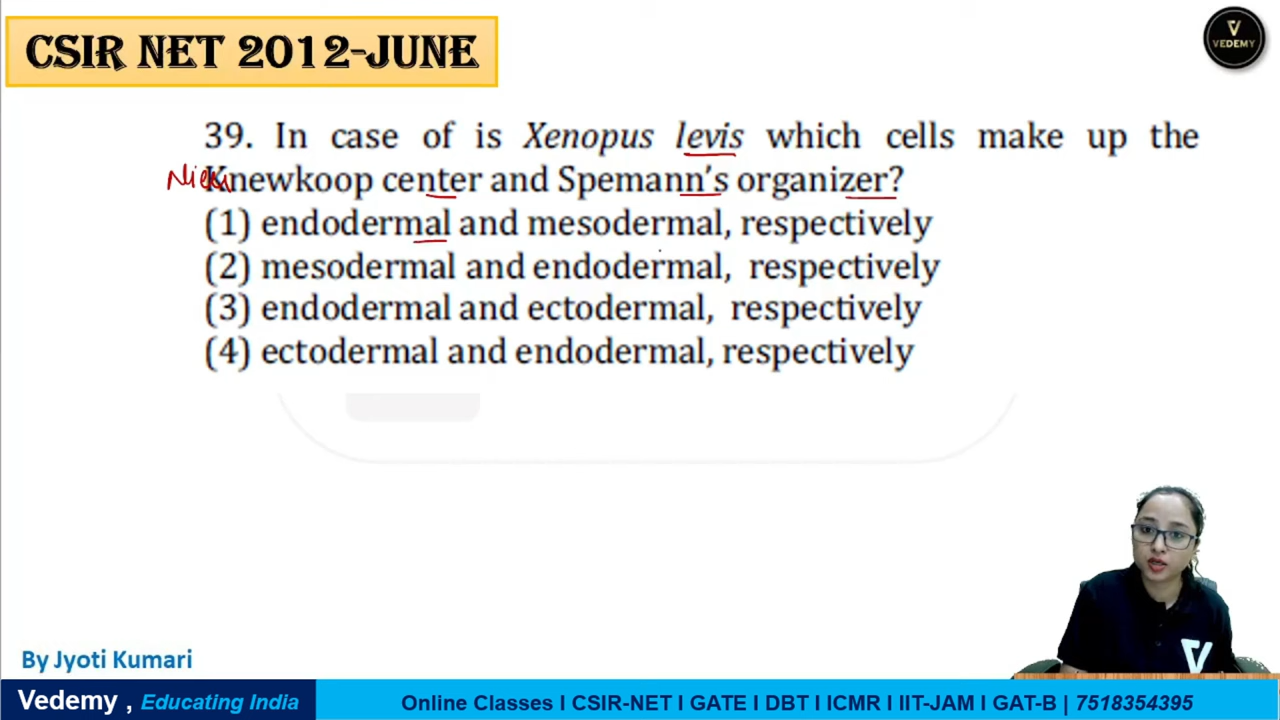 CSIR NET 2012-JUNE
VEDEMY
39. In case of is Xenopus levis which cells make up the
Knewkoop center and Spemann's organizer?
(1) endodermal and mesodermal, respectively
(2) mesodermal and endodermal, respectively
(3) endodermal and ectodermal, respectively
(4) ectodermal and endodermal, respectively
By Jyoti Kumari
Vedemy , Educating India
Online Classes I CSIR-NET I GATE I DBT I ICMR I IIT-JAM I GAT-B | 7518354395